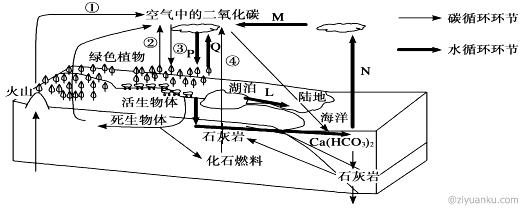 ① 空气中的二氧化碳 M 碳循环环节
水循环环节
② ③ P Q ④
绿色植物 N
火山 湖泊 L 陆地
活生物体 海洋
死生物体 石灰岩 Ca(HCO₃)₂
化石燃料 石灰岩
@ziyuanku.com